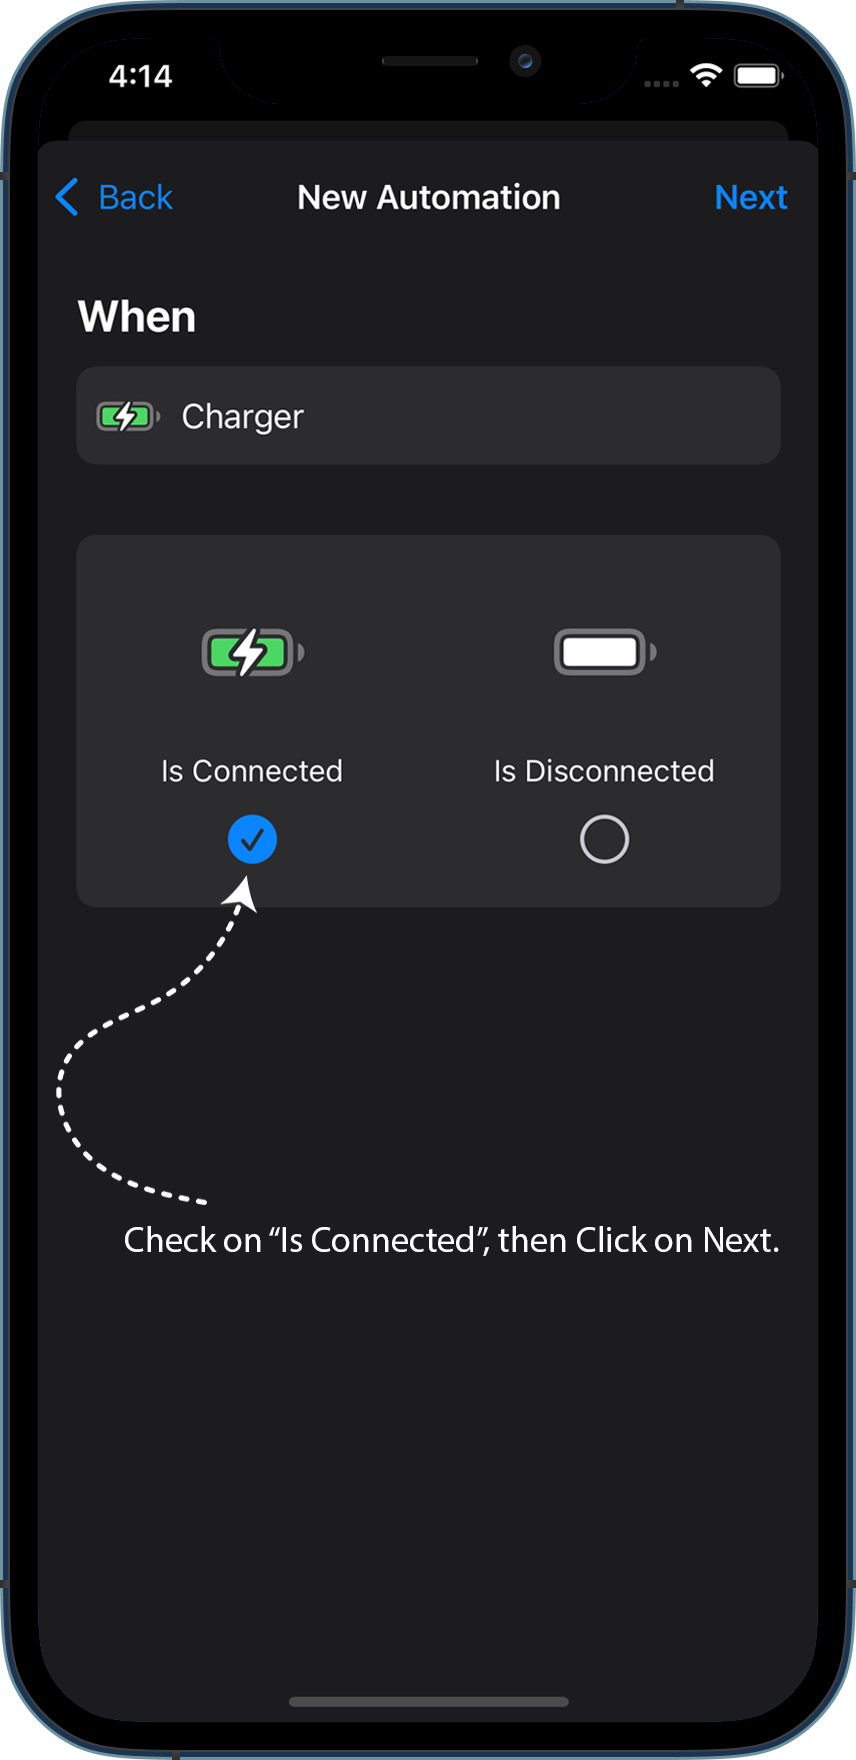 4:14
Back New Automation Next
When
Charger
Is Connected Is Disconnected
Check on “Is Connected”, then Click on Next.